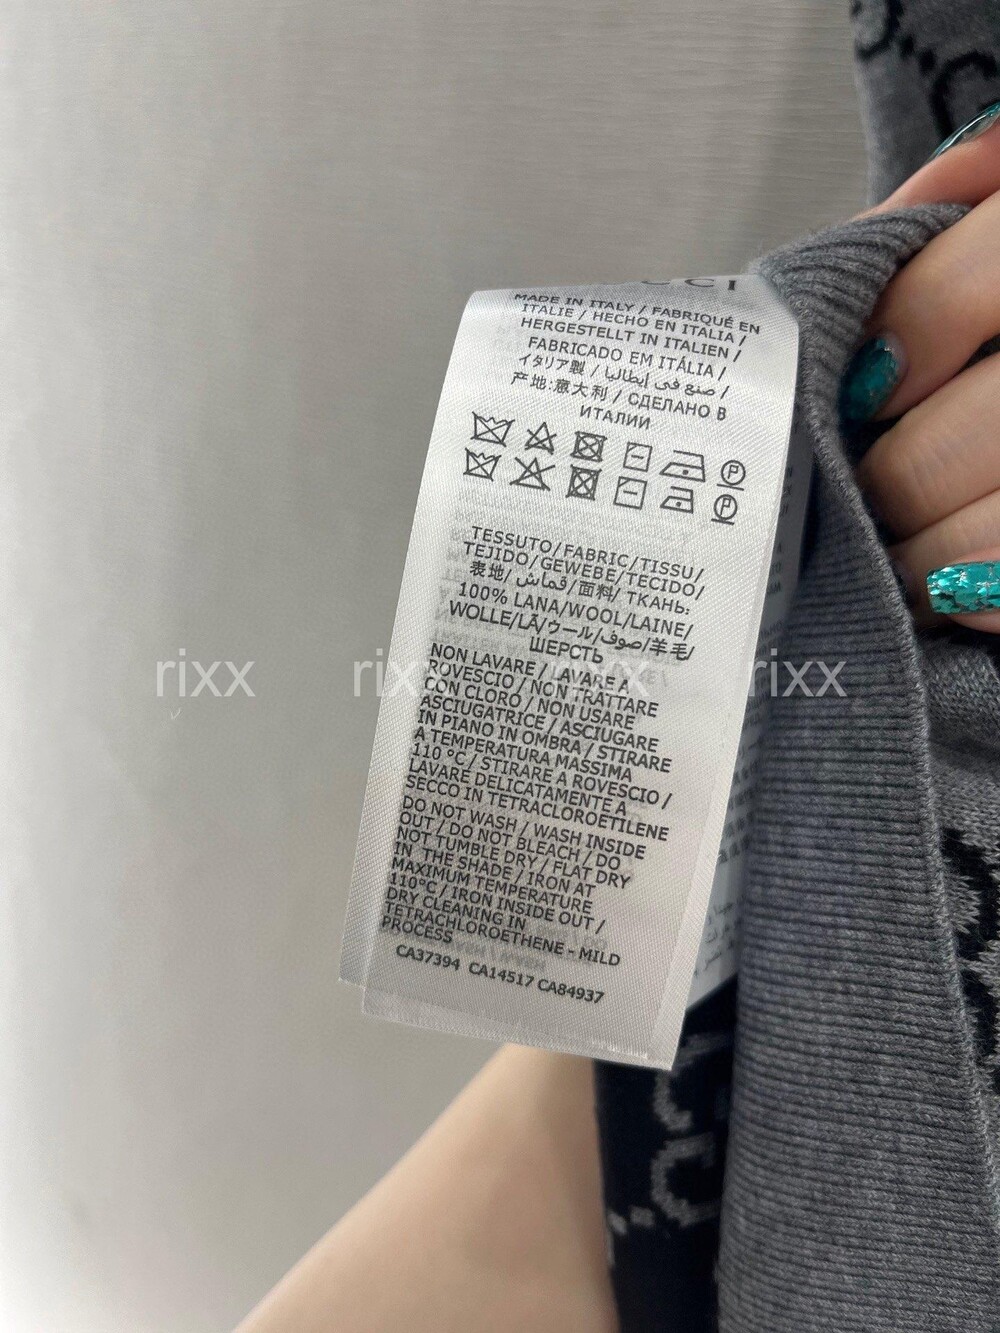 MADE IN ITALY / FABRIQUÉ EN
ITALIE / HECHO EN ITALIA /
HERGESTELLT IN ITALIEN /
FABRICADO EM ITÁLIA /
イタリア製 / صنع في إيطاليا /
产地:意大利 / СДЕЛАНО В
ИТАЛИИ
P
P
TESSUTO/FABRIC/TISSU/
TEJIDO/GEWEBE/TECIDO/
表地/ قماش/面料/ ТКАНЬ:
100% LANA/WOOL/LAINE/
WOLLE/LÃ/ウール/صوف/羊毛/
ШЕРСТЬ
NON LAVARE / LAVARE A
ROVESCIO / NON TRATTARE
CON CLORO / NON USARE
ASCIUGATRICE / ASCIUGARE
IN PIANO IN OMBRA / STIRARE
A TEMPERATURA MASSIMA
110 °C / STIRARE A ROVESCIO /
LAVARE DELICATAMENTE A
SECCO IN TETRACLOROETILENE
DO NOT WASH / WASH INSIDE
OUT / DO NOT BLEACH / DO
NOT TUMBLE DRY / FLAT DRY
IN THE SHADE / IRON AT
MAXIMUM TEMPERATURE
110°C / IRON INSIDE OUT /
DRY CLEANING IN
TETRACHLOROETHENE - MILD
PROCESS
CA37394 CA14517 CA84937
rixx rixx rixx rixx